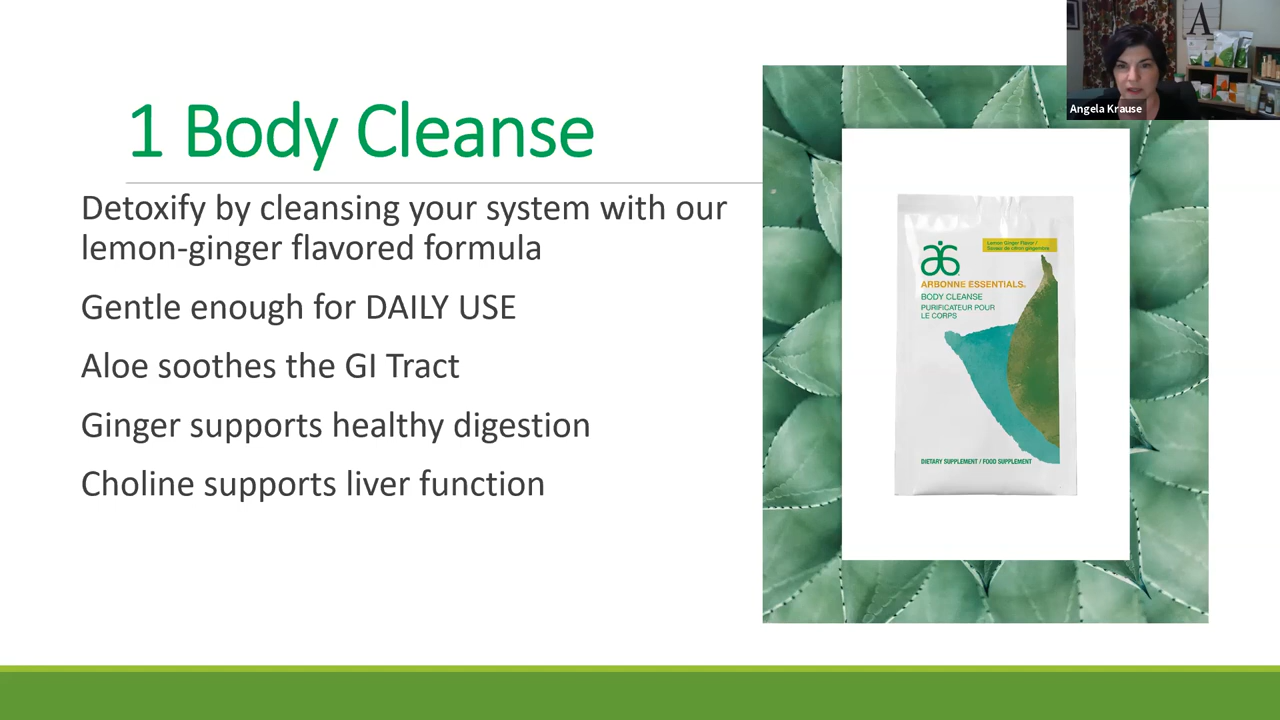 A
Angela Krause
1 Body Cleanse
Detoxify by cleansing your system with our
lemon-ginger flavored formula
Gentle enough for DAILY USE
Aloe soothes the GI Tract
Ginger supports healthy digestion
Choline supports liver function
Lemon Ginger Flavor /
Saveur de citron gingembre
ARBONNE ESSENTIALS®
BODY CLEANSE
PURIFICATEUR POUR
LE CORPS
DIETARY SUPPLEMENT / FOOD SUPPLEMENT